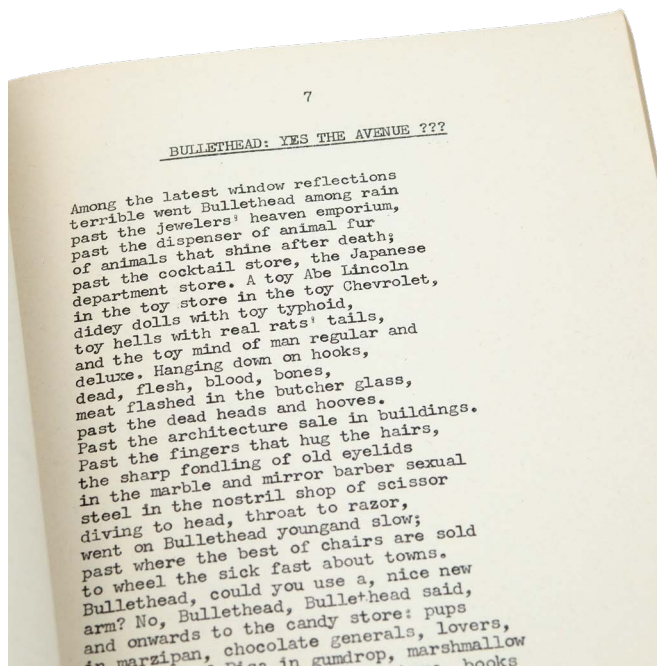 7
BULLETHEAD: YES THE AVENUE ???
Among the latest window reflections
terrible went Bullethead among rain
past the jewelers' heaven emporium,
past the dispenser of animal fur
of animals that shine after death;
past the cocktail store, the Japanese
department store. A toy Abe Lincoln
in the toy store in the toy Chevrolet,
didey dolls with toy typhoid,
toy hells with real rats' tails,
and the toy mind of man regular and
deluxe. Hanging down on hooks,
dead, flesh, blood, bones,
meat flashed in the butcher glass,
past the dead heads and hooves.
Past the architecture sale in buildings.
Past the fingers that hug the hairs,
the sharp fondling of old eyelids
in the marble and mirror barber sexual
steel in the nostril shop of scissor
diving to head, throat to razor,
went on Bullethead youngand slow;
past where the best of chairs are sold
to wheel the sick fast about towns.
Bullethead, could you use a, nice new
arm? No, Bullethead, Bullethead said,
and onwards to the candy store: pups
in marzipan, chocolate generals, lovers,
in gumdrop, marshmallow
books